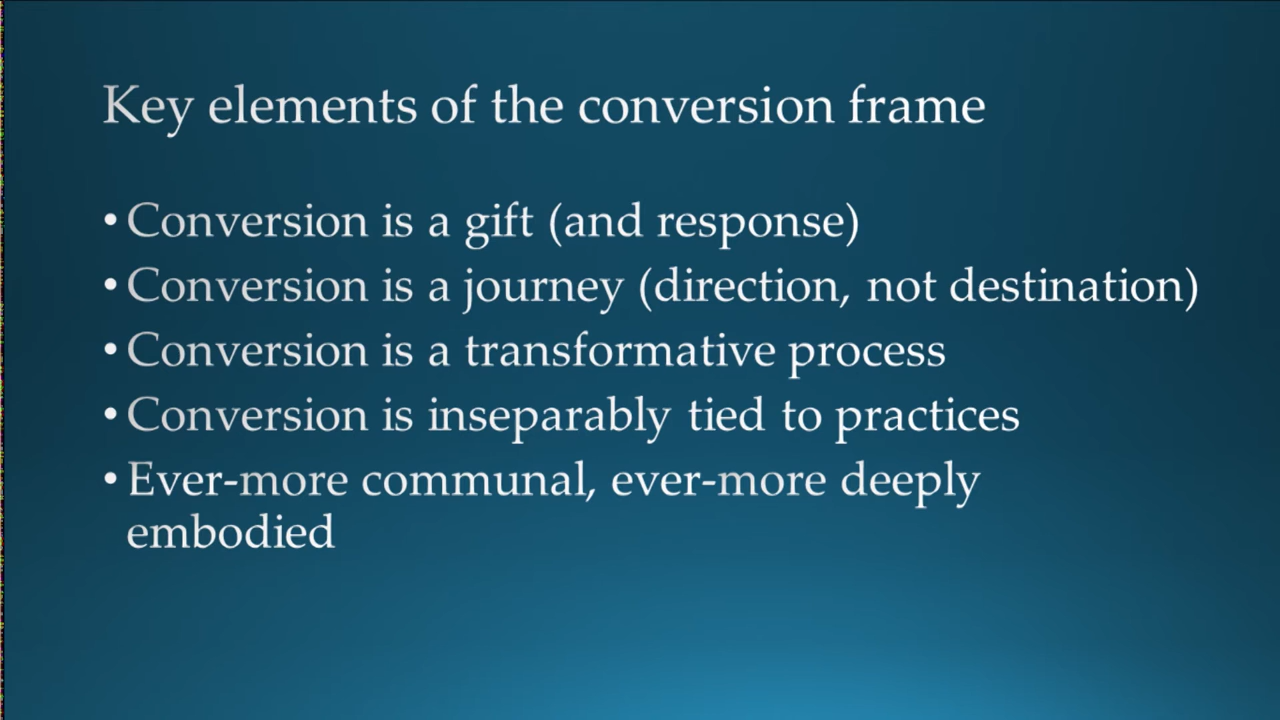 Key elements of the conversion frame
• Conversion is a gift (and response)
• Conversion is a journey (direction, not destination)
• Conversion is a transformative process
• Conversion is inseparably tied to practices
• Ever-more communal, ever-more deeply
embodied